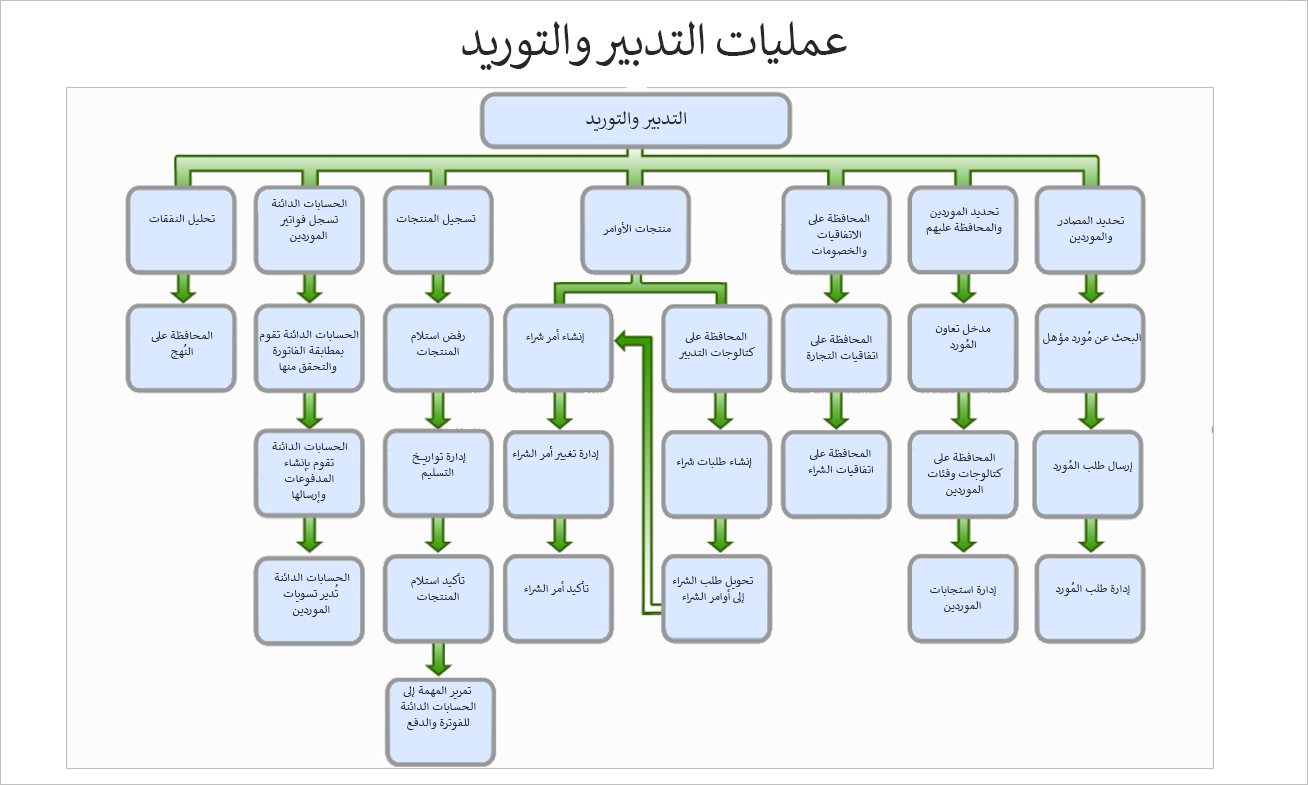 عمليات التدبير والتوريد
التدبير والتوريد
تحديد المصادر
والموردين
تحديد الموردين
والمحافظة عليهم
المحافظة على
الاتفاقيات
والخصومات
منتجات الأوامر
تسجيل المنتجات
الحسابات الدائنة
تسجل فواتير
الموردين
تحليل النفقات
البحث عن مُورد مؤهل
مدخل تعاون
المُورد
المحافظة على
اتفاقيات التجارة
المحافظة على
كتالوجات التدبير
إنشاء أمر شراء
رفض استلام
المنتجات
الحسابات الدائنة تقوم
بمطابقة الفاتورة
والتحقق منها
المحافظة على
النُهج
إرسال طلب المُورد
المحافظة على
كتالوجات وفئات
الموردين
المحافظة على
اتفاقيات الشراء
إنشاء طلبات شراء
إدارة تغيير أمر الشراء
إدارة تواريخ
التسليم
الحسابات الدائنة
تقوم بإنشاء
المدفوعات
وإرسالها
إدارة طلب المُورد
إدارة استجابات
الموردين
تحويل طلب الشراء
إلى أوامر الشراء
تأكيد أمر الشراء
تأكيد استلام
المنتجات
الحسابات الدائنة
تُدير تسويات
الموردين
تمرير المهمة إلى
الحسابات الدائنة
للفوترة والدفع